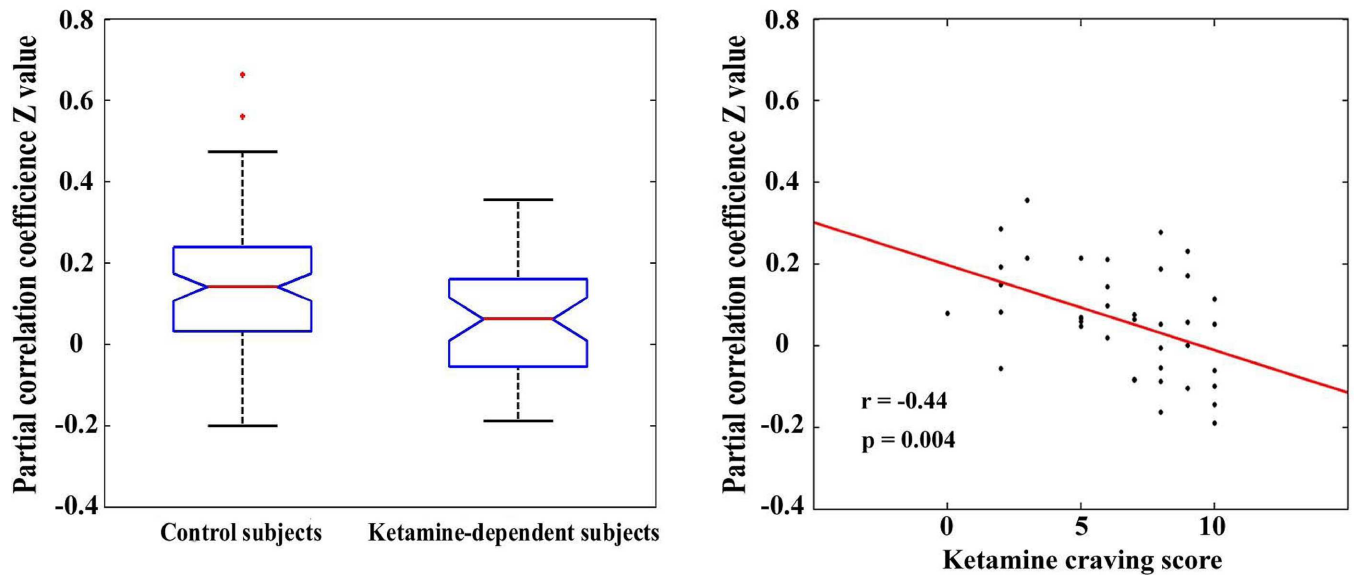 Partial correlation coefficience Z value
0.8
0.6
0.4
0.2
0
-0.2
-0.4
Control subjects
Ketamine-dependent subjects
Partial correlation coefficience Z value
0.8
0.6
0.4
0.2
0
-0.2
-0.4
r = -0.44
p = 0.004
0
5
10
Ketamine craving score